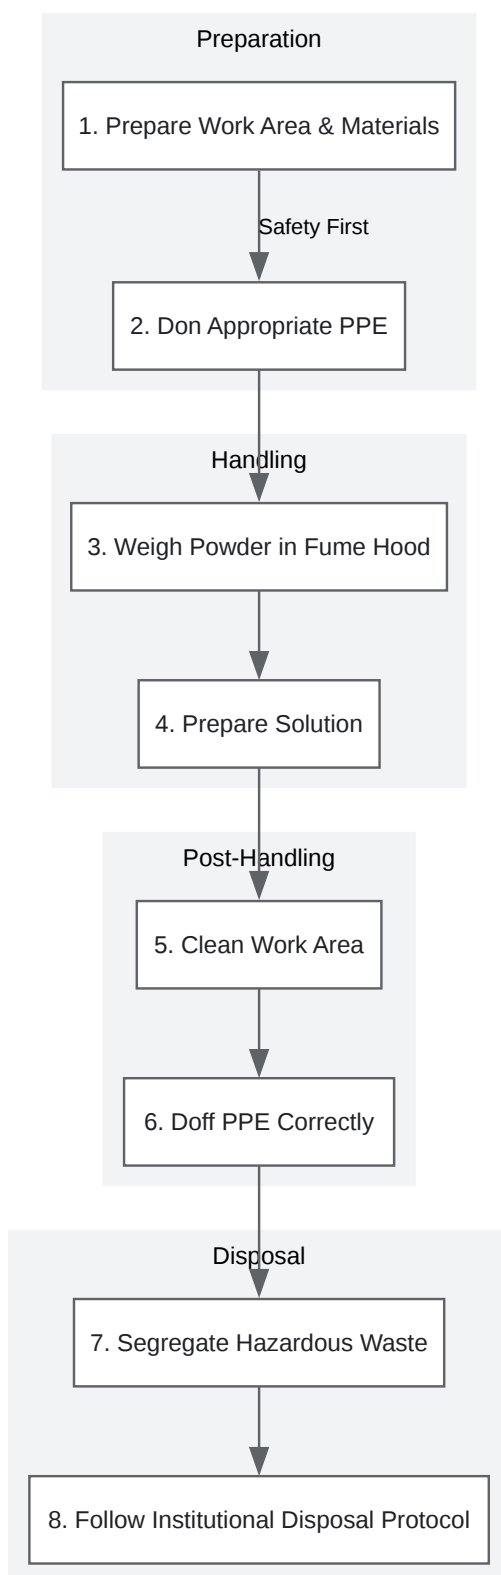 Preparation
1. Prepare Work Area & Materials
Safety First
2. Don Appropriate PPE
Handling
3. Weigh Powder in Fume Hood
4. Prepare Solution
Post-Handling
5. Clean Work Area
6. Doff PPE Correctly
Disposal
7. Segregate Hazardous Waste
8. Follow Institutional Disposal Protocol